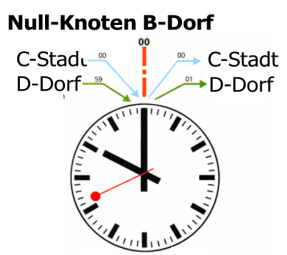 Null-Knoten B-Dorf
00
C-Stadt 00 00 C-Stadt
D-Dorf 59 01 D-Dorf